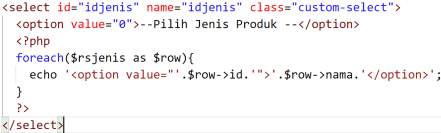 <select id="idjenis" name="idjenis" class="custom-select">
<option value="0">--Pilih Jenis Produk --</option>
<?php
foreach($rsjenis as $row){
echo '<option value="'.$row->id.'">'.$row->nama.'</option>';
}
?>
</select>